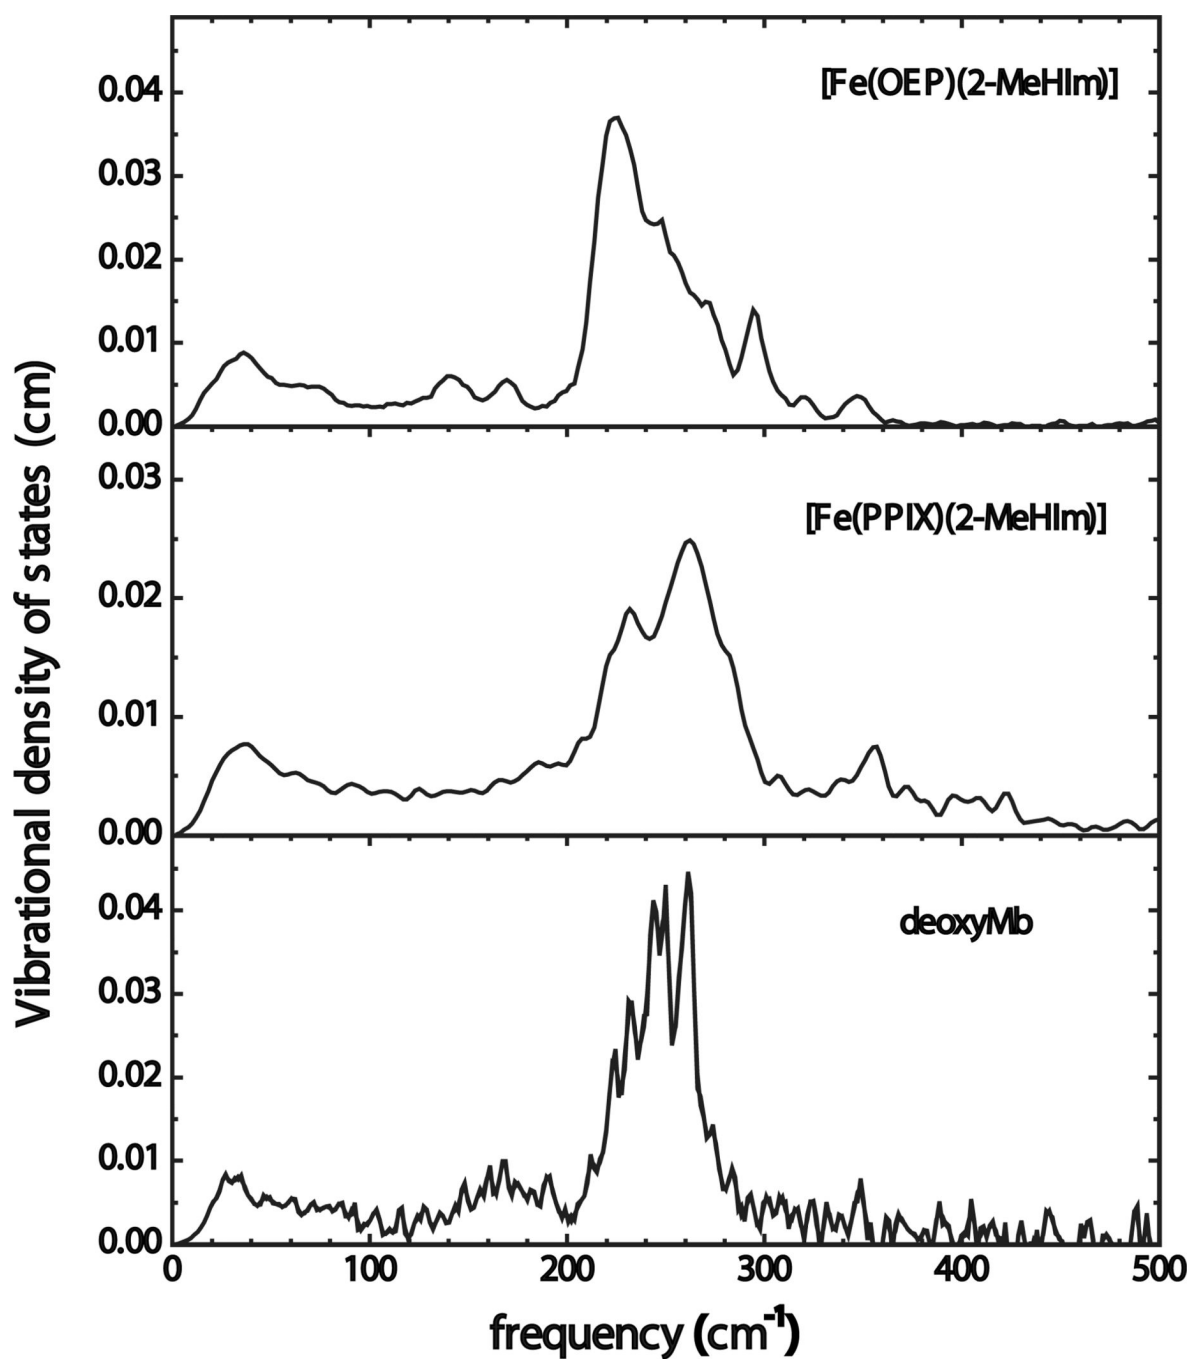 Vibrational density of states (cm)
[Fe(OEP)(2-MeHIm)]
0.04
0.03
0.02
0.01
0.00
[Fe(PPIX)(2-MeHIm)]
0.03
0.02
0.01
0.00
deoxyMb
0.04
0.03
0.02
0.01
0.00
0 100 200 300 400 500
frequency (cm⁻¹)